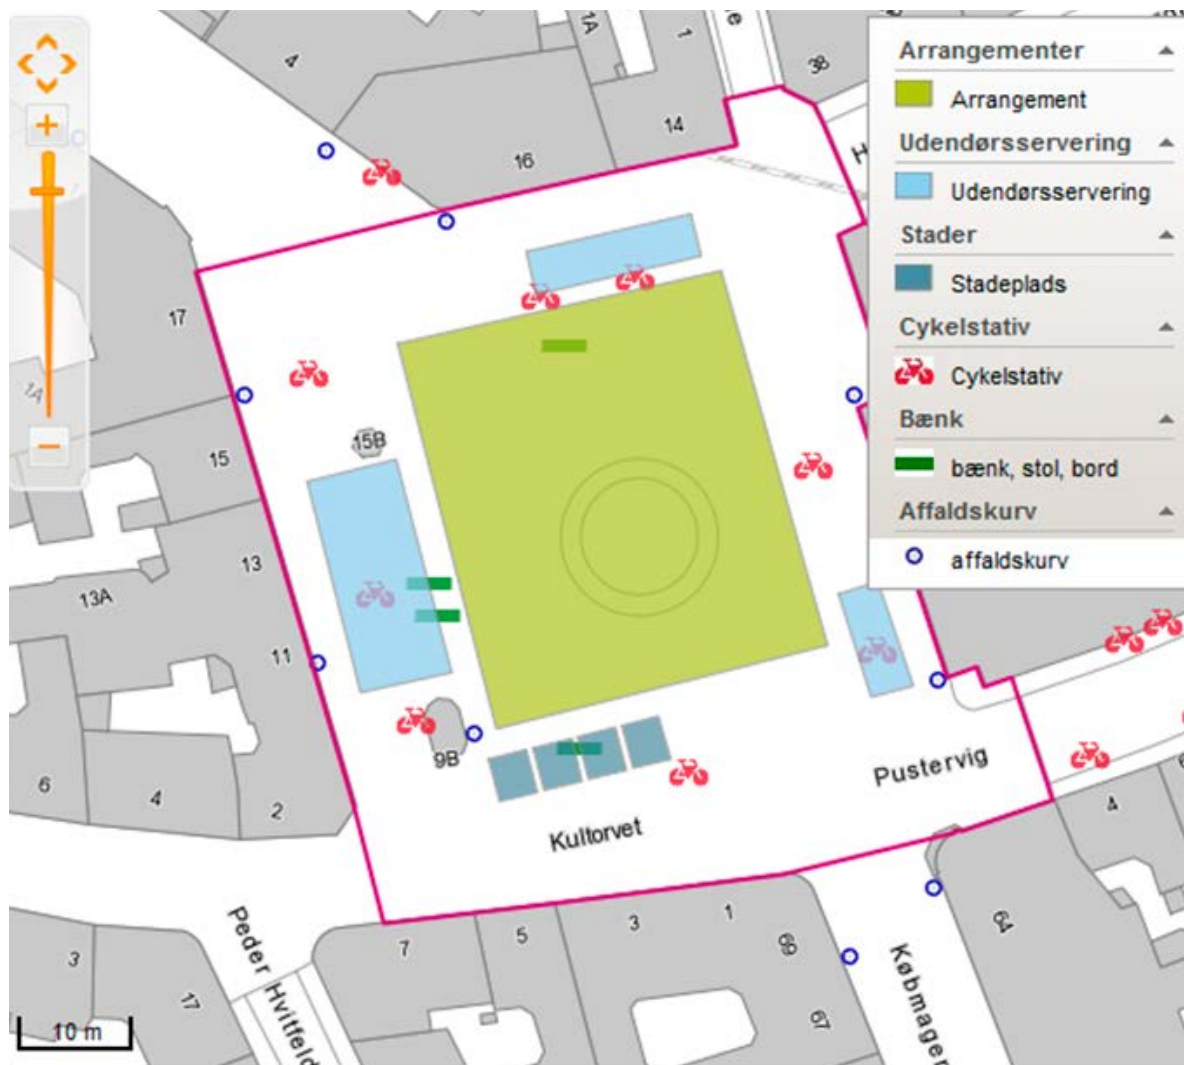 4
1A
1
38
16
14
17
1A
15
15B
13
13A
11
9B
6
4
2
Kultorvet
Pustervig
4
3
17
7
5
3
1
69
67
64
Peder Hvitfeld
Købmager
10 m
Arrangementer
Arrangement
Udendørsservering
Udendørsservering
Stader
Stadeplads
Cykelstativ
Cykelstativ
Bænk
bænk, stol, bord
Affaldskurv
affaldskurv